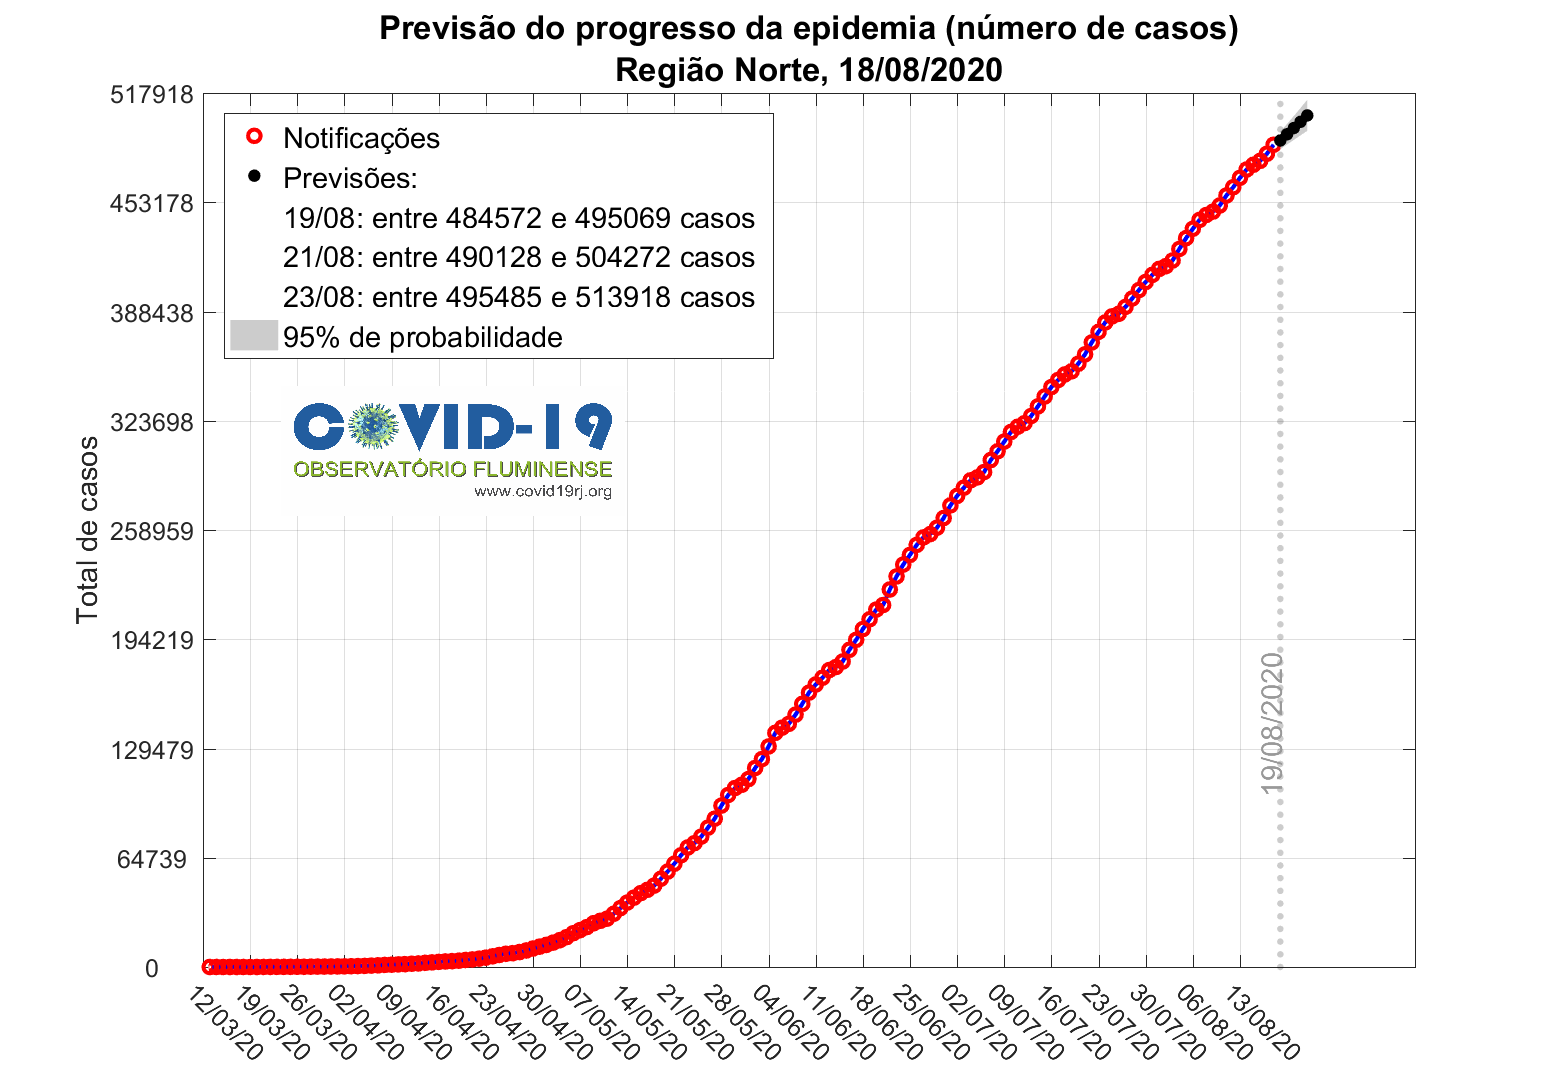 Previsão do progresso da epidemia (número de casos)
Região Norte, 18/08/2020
517918
453178
388438
323698
258959
194219
129479
64739
0
Total de casos
Notificações
Previsões:
19/08: entre 484572 e 495069 casos
21/08: entre 490128 e 504272 casos
23/08: entre 495485 e 513918 casos
95% de probabilidade
COVID-19
OBSERVATÓRIO FLUMINENSE
www.covid19rj.org
19/08/2020
12/03/20
19/03/20
26/03/20
02/04/20
09/04/20
16/04/20
23/04/20
30/04/20
07/05/20
14/05/20
21/05/20
28/05/20
04/06/20
11/06/20
18/06/20
25/06/20
02/07/20
09/07/20
16/07/20
23/07/20
30/07/20
06/08/20
13/08/20